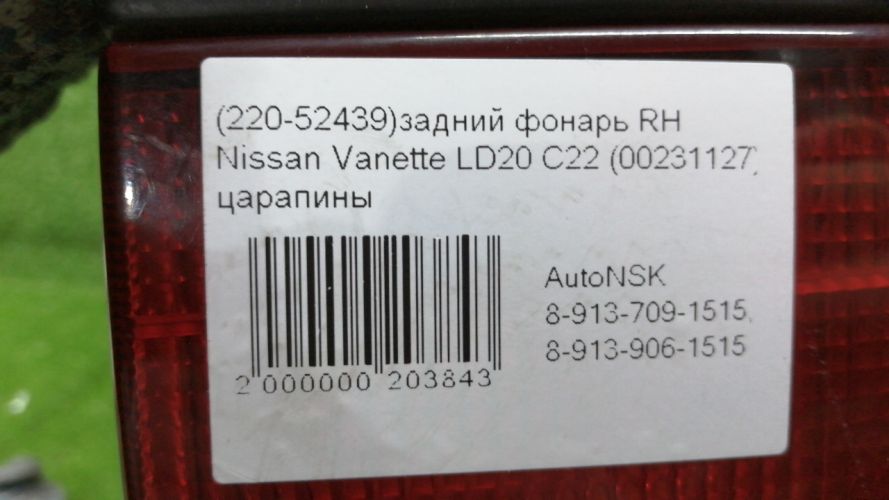 (220-52439)задний фонарь RH
Nissan Vanette LD20 C22 (00231127)
царапины
AutoNSK
8-913-709-1515,
8-913-906-1515
2 000000 203843